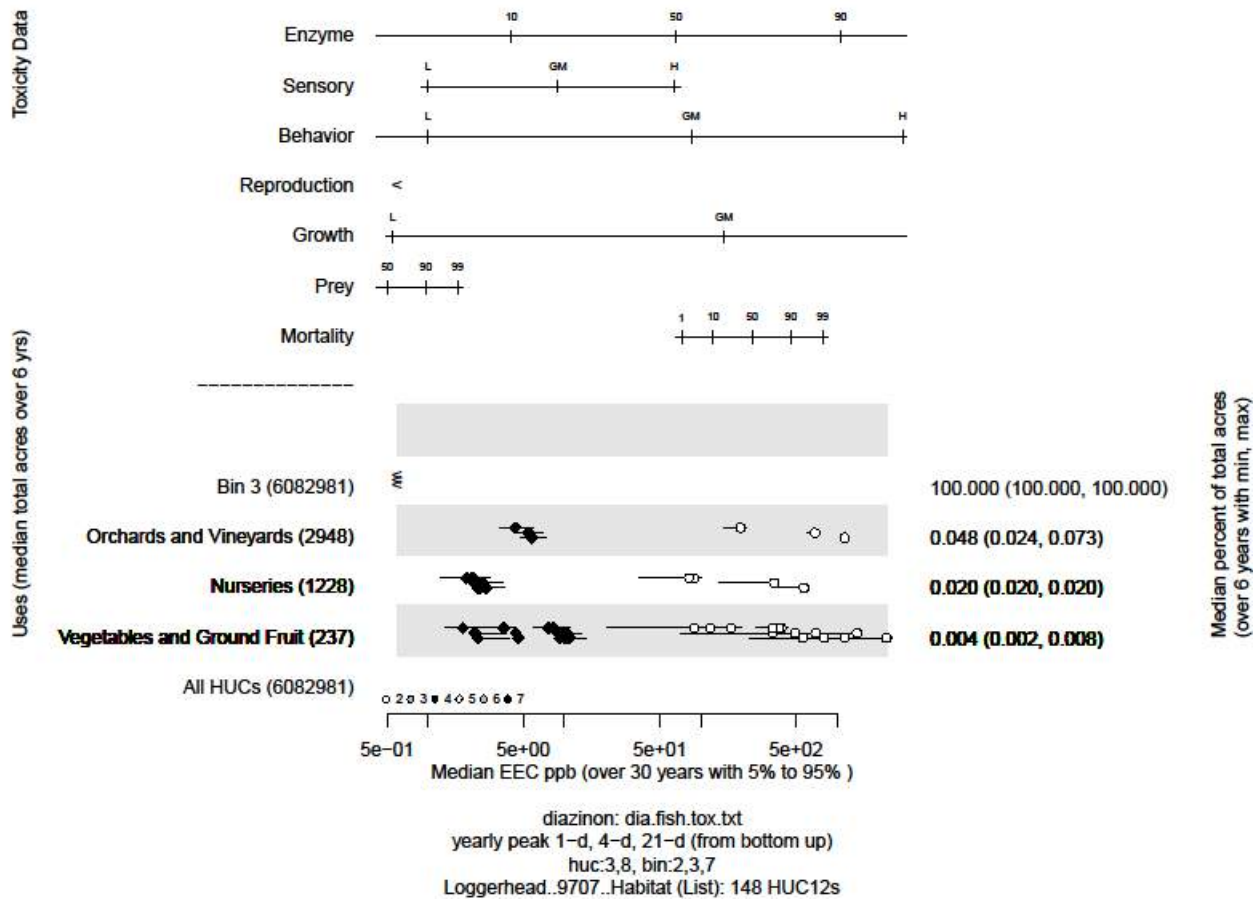 Toxicity Data
Enzyme
10 50 90
Sensory
L GM H
Behavior
L GM H
Reproduction
<
Growth
L GM
Prey
50 90 99
Mortality
1 10 50 90 99
---------------
Uses (median total acres over 6 yrs)
Median percent of total acres
(over 6 years with min, max)
Bin 3 (6082981) 100.000 (100.000, 100.000)
Orchards and Vineyards (2948) 0.048 (0.024, 0.073)
Nurseries (1228) 0.020 (0.020, 0.020)
Vegetables and Ground Fruit (237) 0.004 (0.002, 0.008)
All HUCs (6082981)
2 3 4 5 6 7
5e−01 5e+00 5e+01 5e+02
Median EEC ppb (over 30 years with 5% to 95% )
diazinon: dia.fish.tox.txt
yearly peak 1−d, 4−d, 21−d (from bottom up)
huc:3,8, bin:2,3,7
Loggerhead..9707..Habitat (List): 148 HUC12s